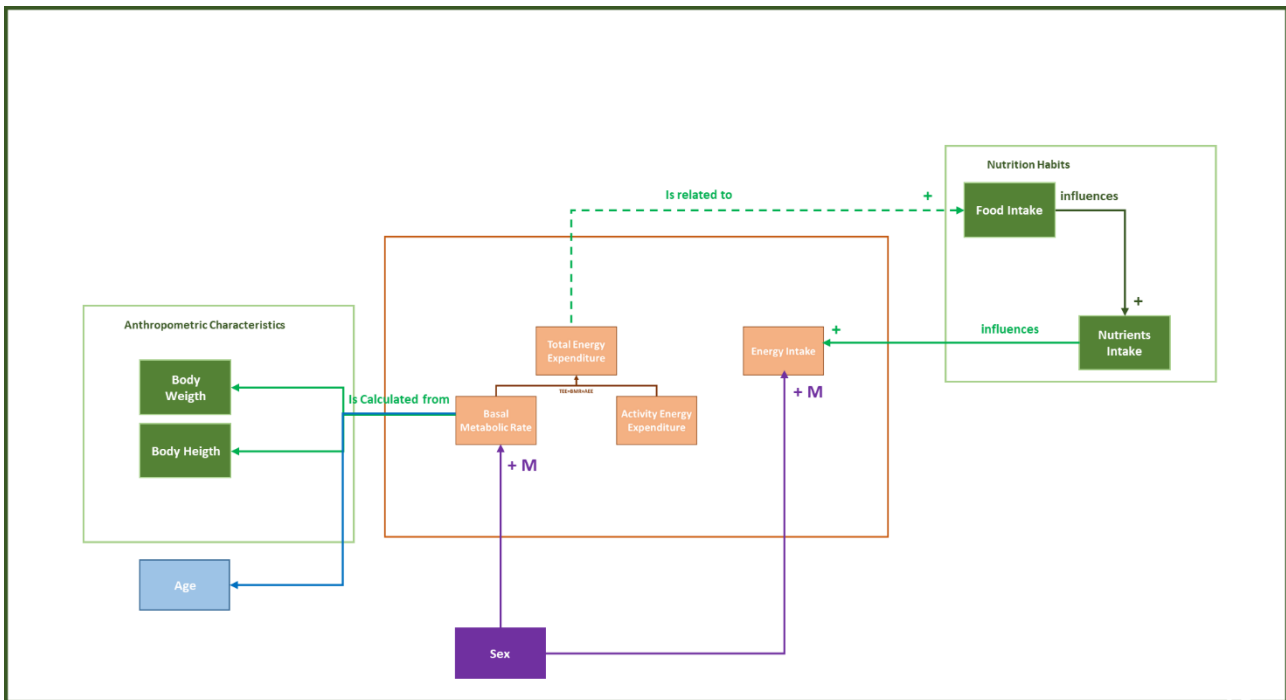 Nutrition Habits
Is related to
+
Food Intake
influences
+
Nutrients
Intake
influences
+
Energy Intake
Total Energy
Expenditure
Anthropometric Characteristics
Body
Weigth
Body Heigth
Is Calculated from
Basal
Metabolic Rate
Activity Energy
Expenditure
+ M
+ M
Age
Sex